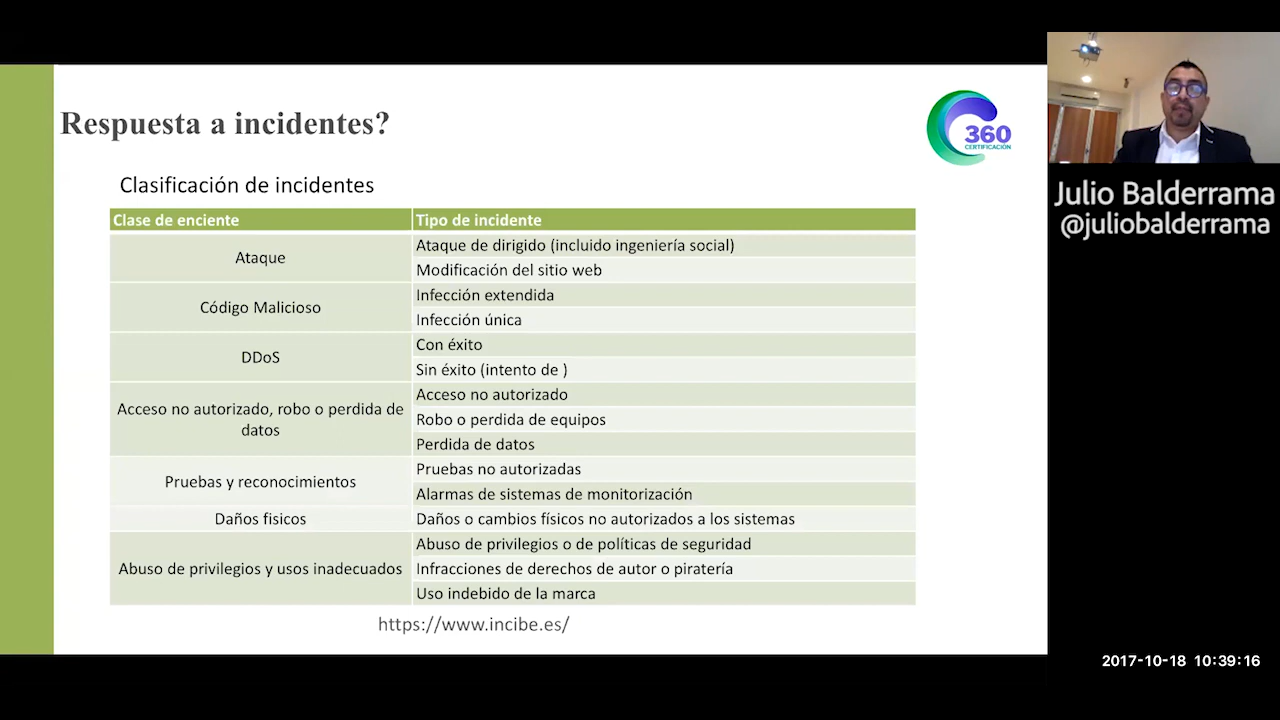 Respuesta a incidentes?
360
CERTIFICACIÓN
Clasificación de incidentes
Clase de enciente
Tipo de incidente
Ataque
Ataque de dirigido (incluido ingeniería social)
Modificación del sitio web
Código Malicioso
Infección extendida
Infección única
DDoS
Con éxito
Sin éxito (intento de )
Acceso no autorizado, robo o perdida de
datos
Acceso no autorizado
Robo o perdida de equipos
Perdida de datos
Pruebas y reconocimientos
Pruebas no autorizadas
Alarmas de sistemas de monitorización
Daños fisicos
Daños o cambios físicos no autorizados a los sistemas
Abuso de privilegios y usos inadecuados
Abuso de privilegios o de políticas de seguridad
Infracciones de derechos de autor o piratería
Uso indebido de la marca
https://www.incibe.es/
Julio Balderrama
@juliobalderrama
2017-10-18 10:39:16